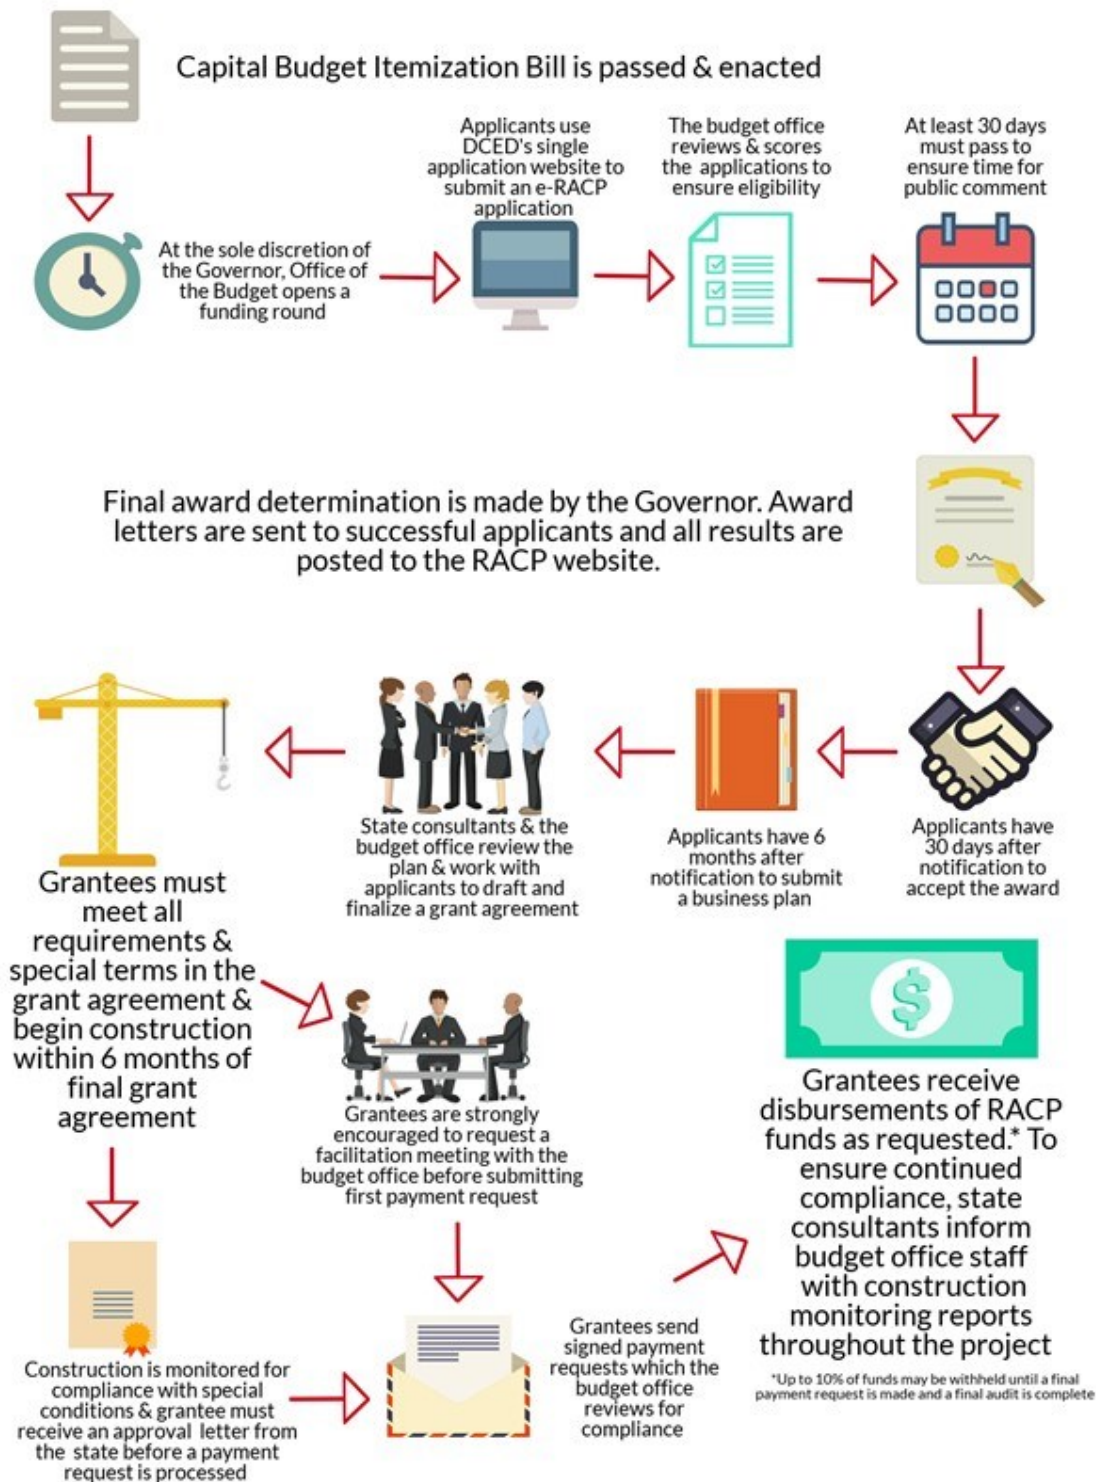 Capital Budget Itemization Bill is passed & enacted
At the sole discretion of
the Governor, Office of
the Budget opens a
funding round
Applicants use
DCED's single
application website to
submit an e-RACP
application
The budget office
reviews & scores
the applications to
ensure eligibility
At least 30 days
must pass to
ensure time for
public comment
Final award determination is made by the Governor. Award
letters are sent to successful applicants and all results are
posted to the RACP website.
Applicants have
30 days after
notification to
accept the award
Applicants have 6
months after
notification to submit
a business plan
State consultants & the
budget office review the
plan & work with
applicants to draft and
finalize a grant agreement
Grantees must
meet all
requirements &
special terms in the
grant agreement &
begin construction
within 6 months of
final grant
agreement
Grantees are strongly
encouraged to request a
facilitation meeting with the
budget office before submitting
first payment request
Construction is monitored for
compliance with special
conditions & grantee must
receive an approval letter from
the state before a payment
request is processed
Grantees send
signed payment
requests which the
budget office
reviews for
compliance
$
Grantees receive
disbursements of RACP
funds as requested.* To
ensure continued
compliance, state
consultants inform
budget office staff
with construction
monitoring reports
throughout the project
*Up to 10% of funds may be withheld until a final
payment request is made and a final audit is complete